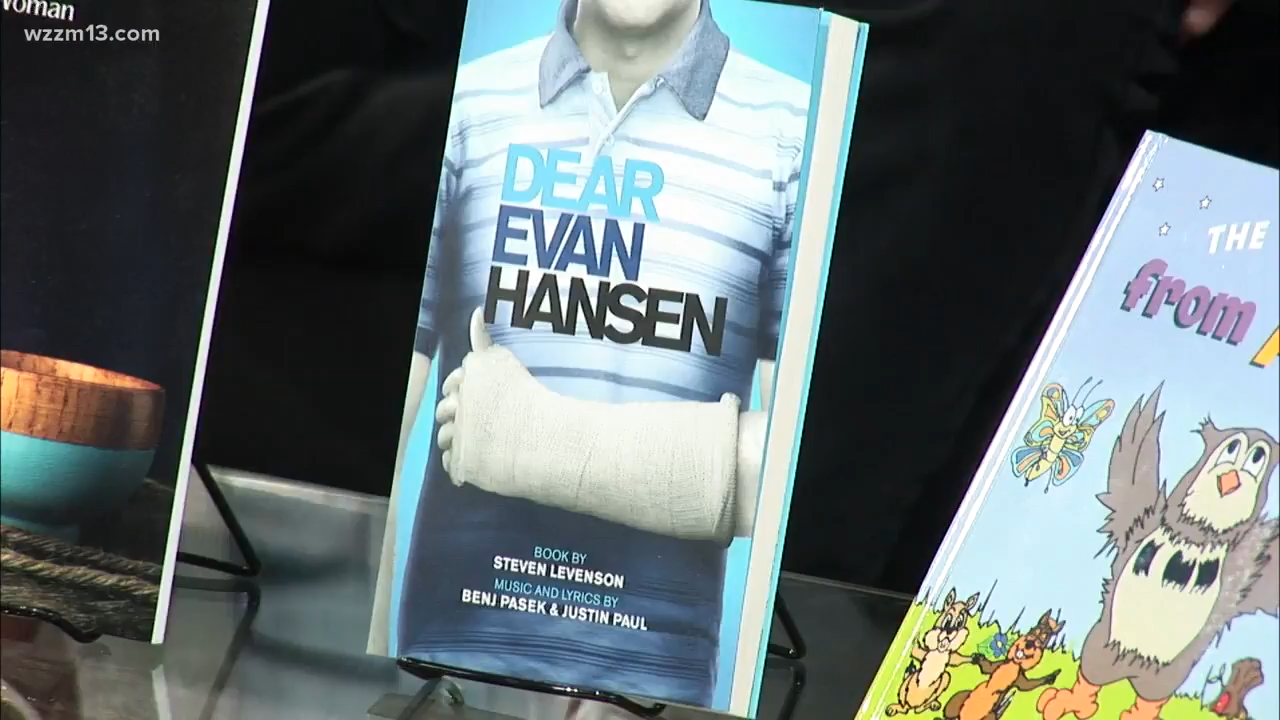 woman
wzzm13.com
DEAR
EVAN
HANSEN
BOOK BY
STEVEN LEVENSON
MUSIC AND LYRICS BY
BENJ PASEK & JUSTIN PAUL
THE
from